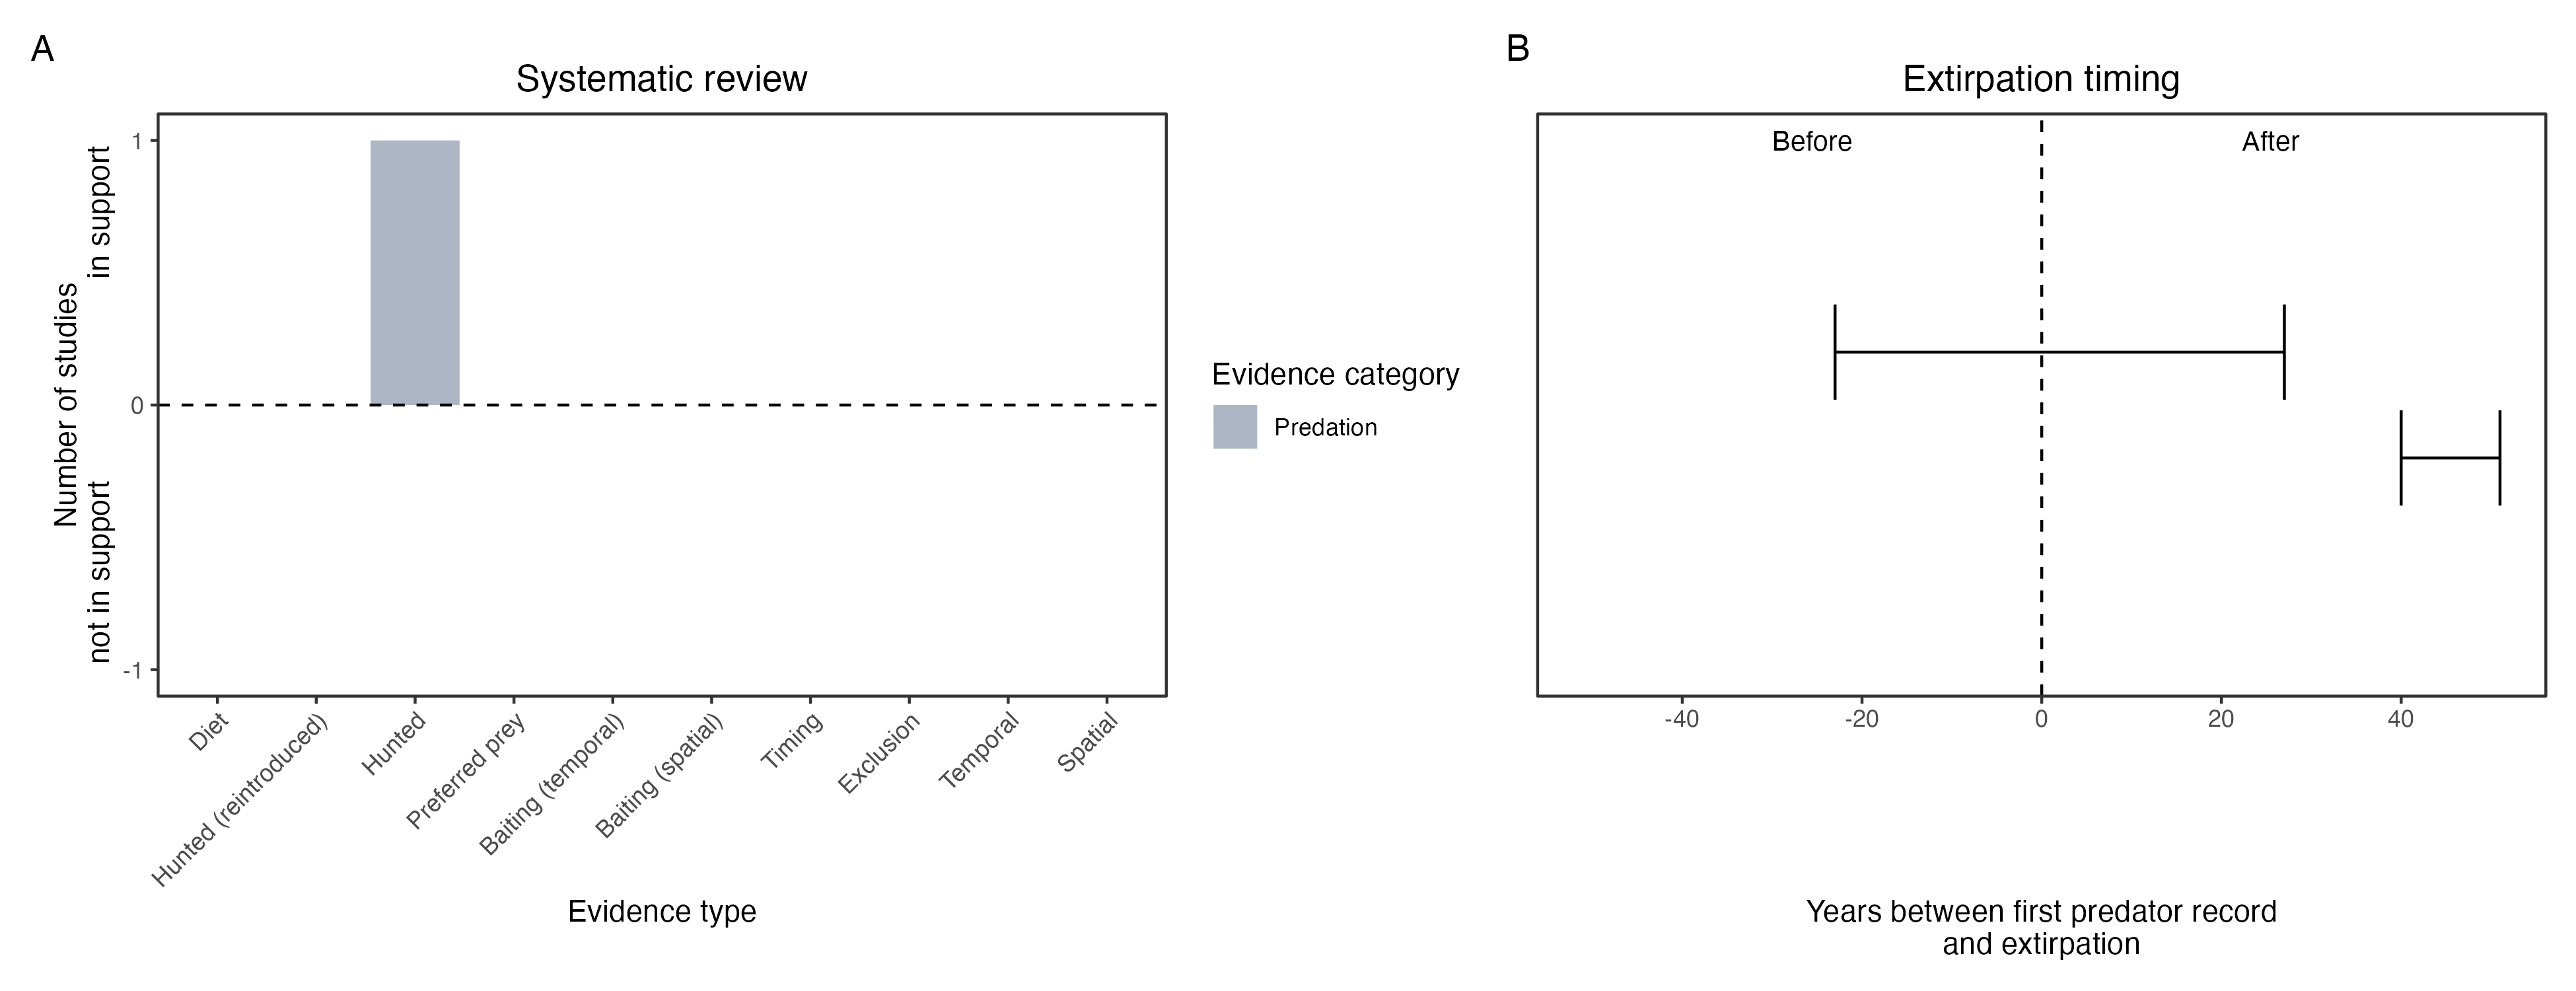 A
Systematic review
Number of studies
not in support
in support
1
0
-1
Diet
Hunted (reintroduced)
Hunted
Preferred prey
Baiting (temporal)
Baiting (spatial)
Timing
Exclusion
Temporal
Spatial
Evidence type
Evidence category
Predation
B
Extirpation timing
Before
After
-40
-20
0
20
40
Years between first predator record
and extirpation